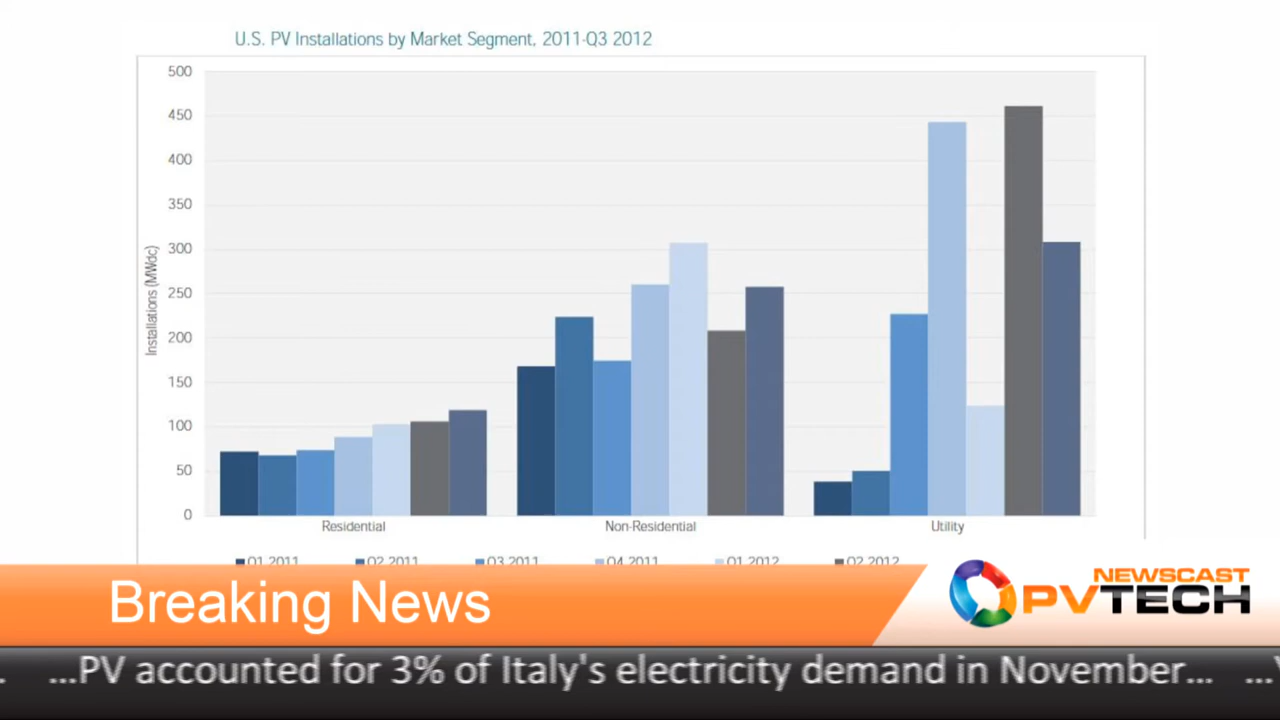 U.S. PV Installations by Market Segment, 2011-Q3 2012
500
450
400
350
300
250
200
150
100
50
0
Installations (MWdc)
Residential Non-Residential Utility
Q1 2011 Q2 2011 Q3 2011 Q4 2011 Q1 2012 Q2 2012
Breaking News
NEWSCAST
PVTECH
...PV accounted for 3% of Italy's electricity demand in November... ...